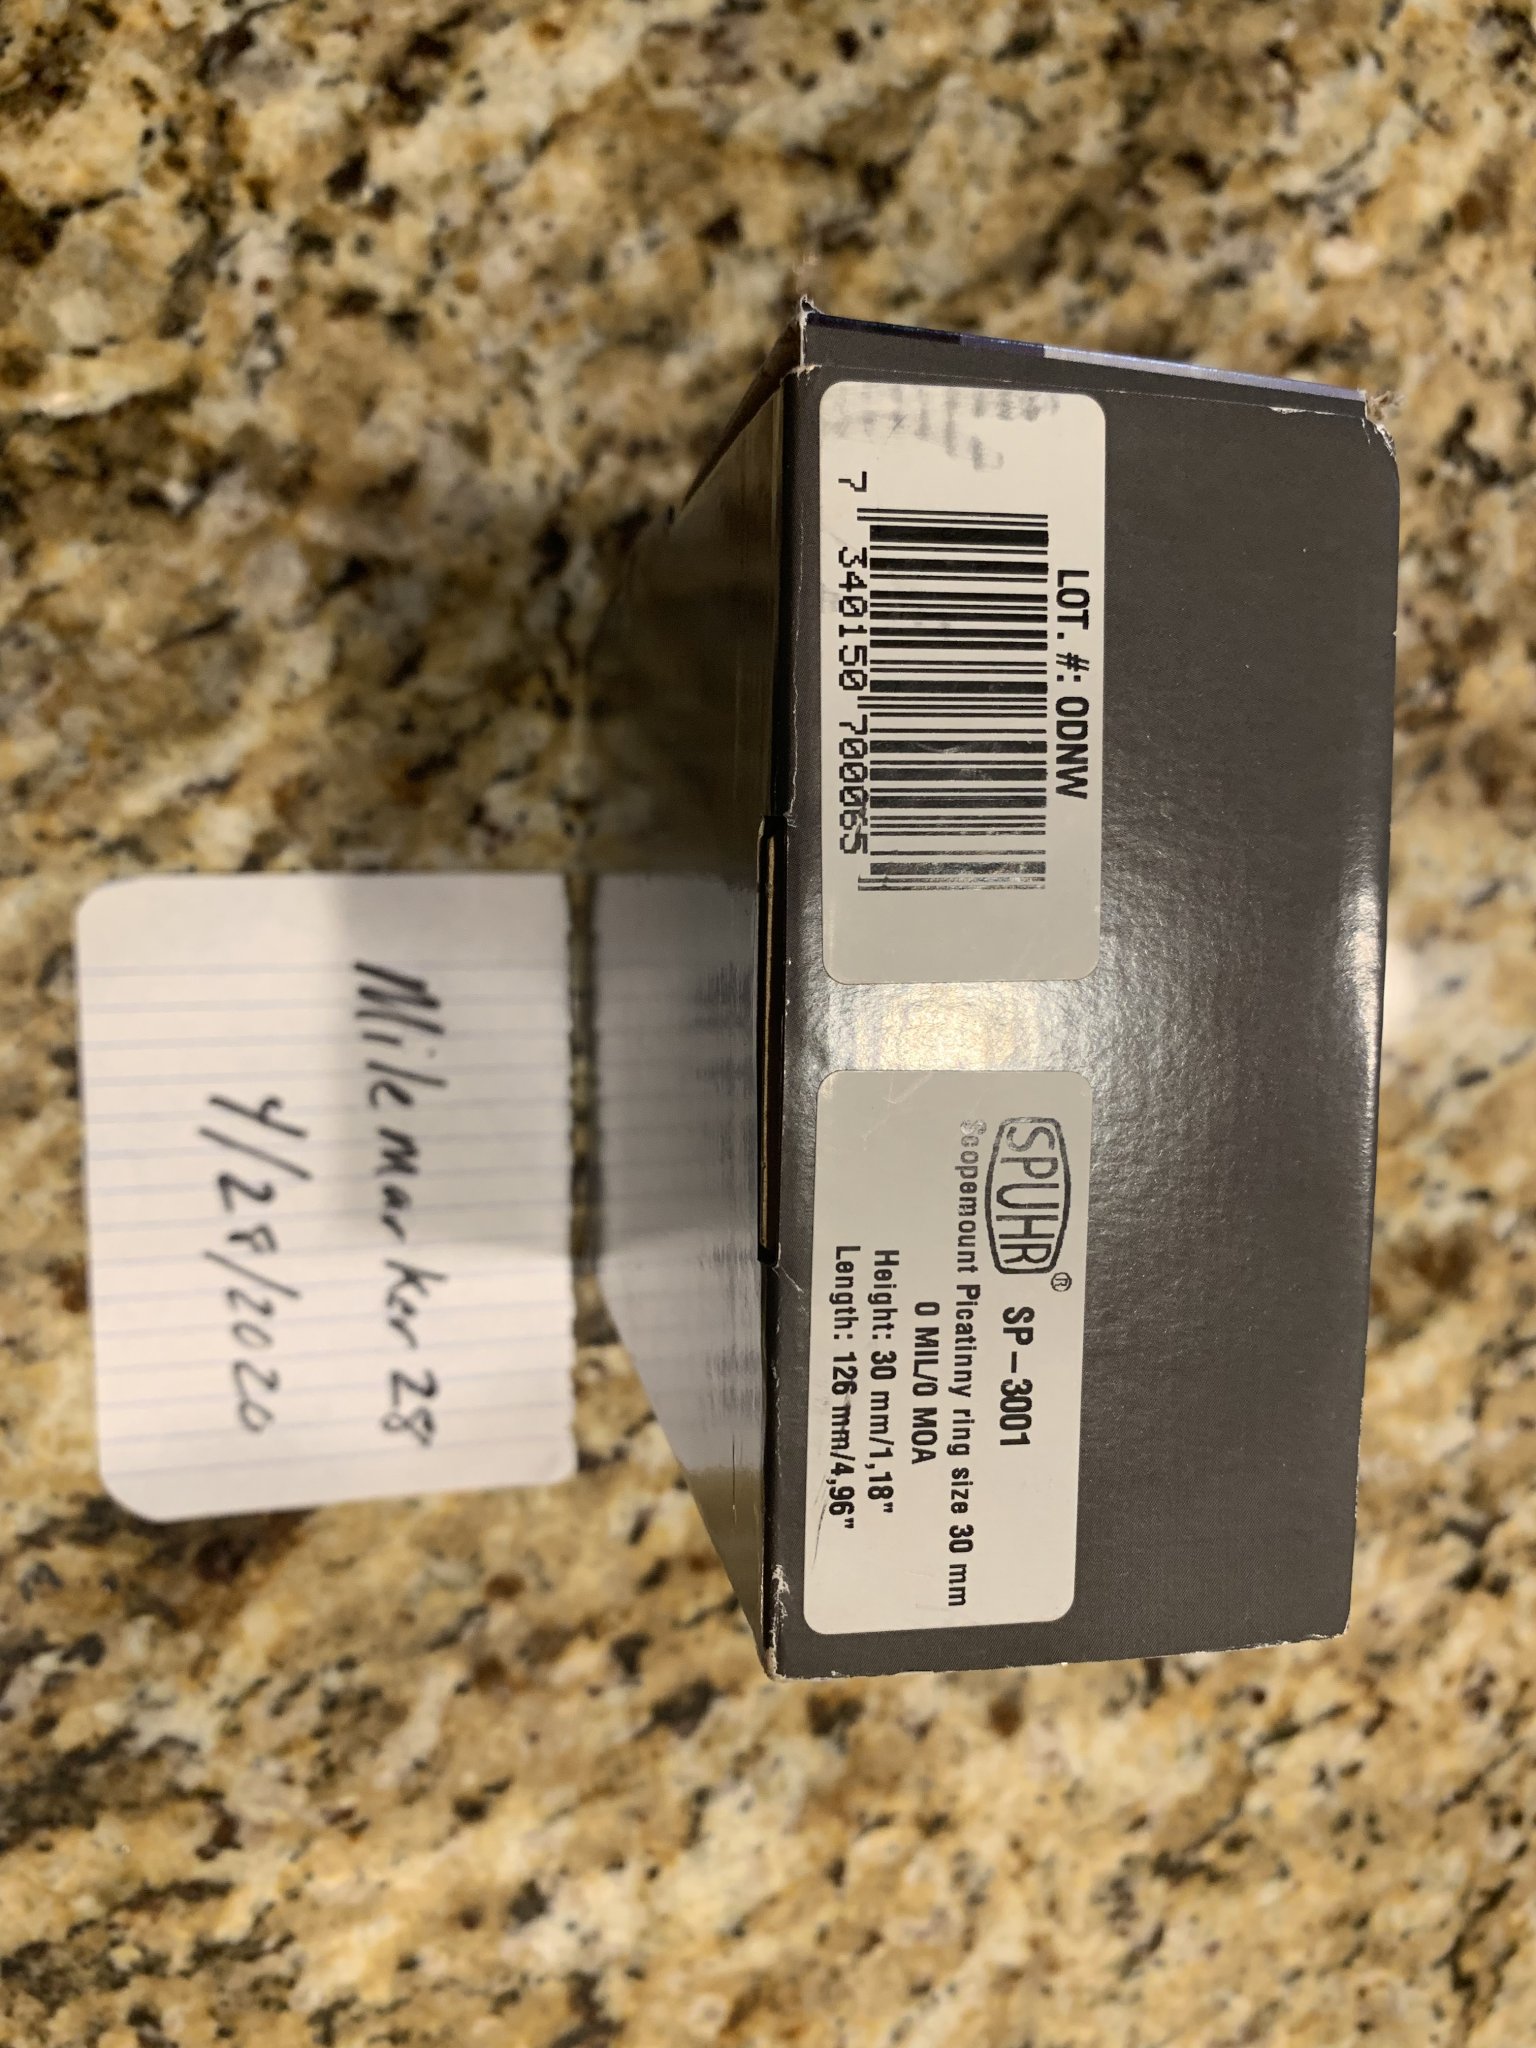 LOT. #: 0DNW
7 340150 700065
SPUHR® SP-3001
Scopemount Picatinny ring size 30 mm
0 MIL/0 MOA
Height: 30 mm/1,18"
Length: 126 mm/4,96"
Mile marker 28
4/28/2020